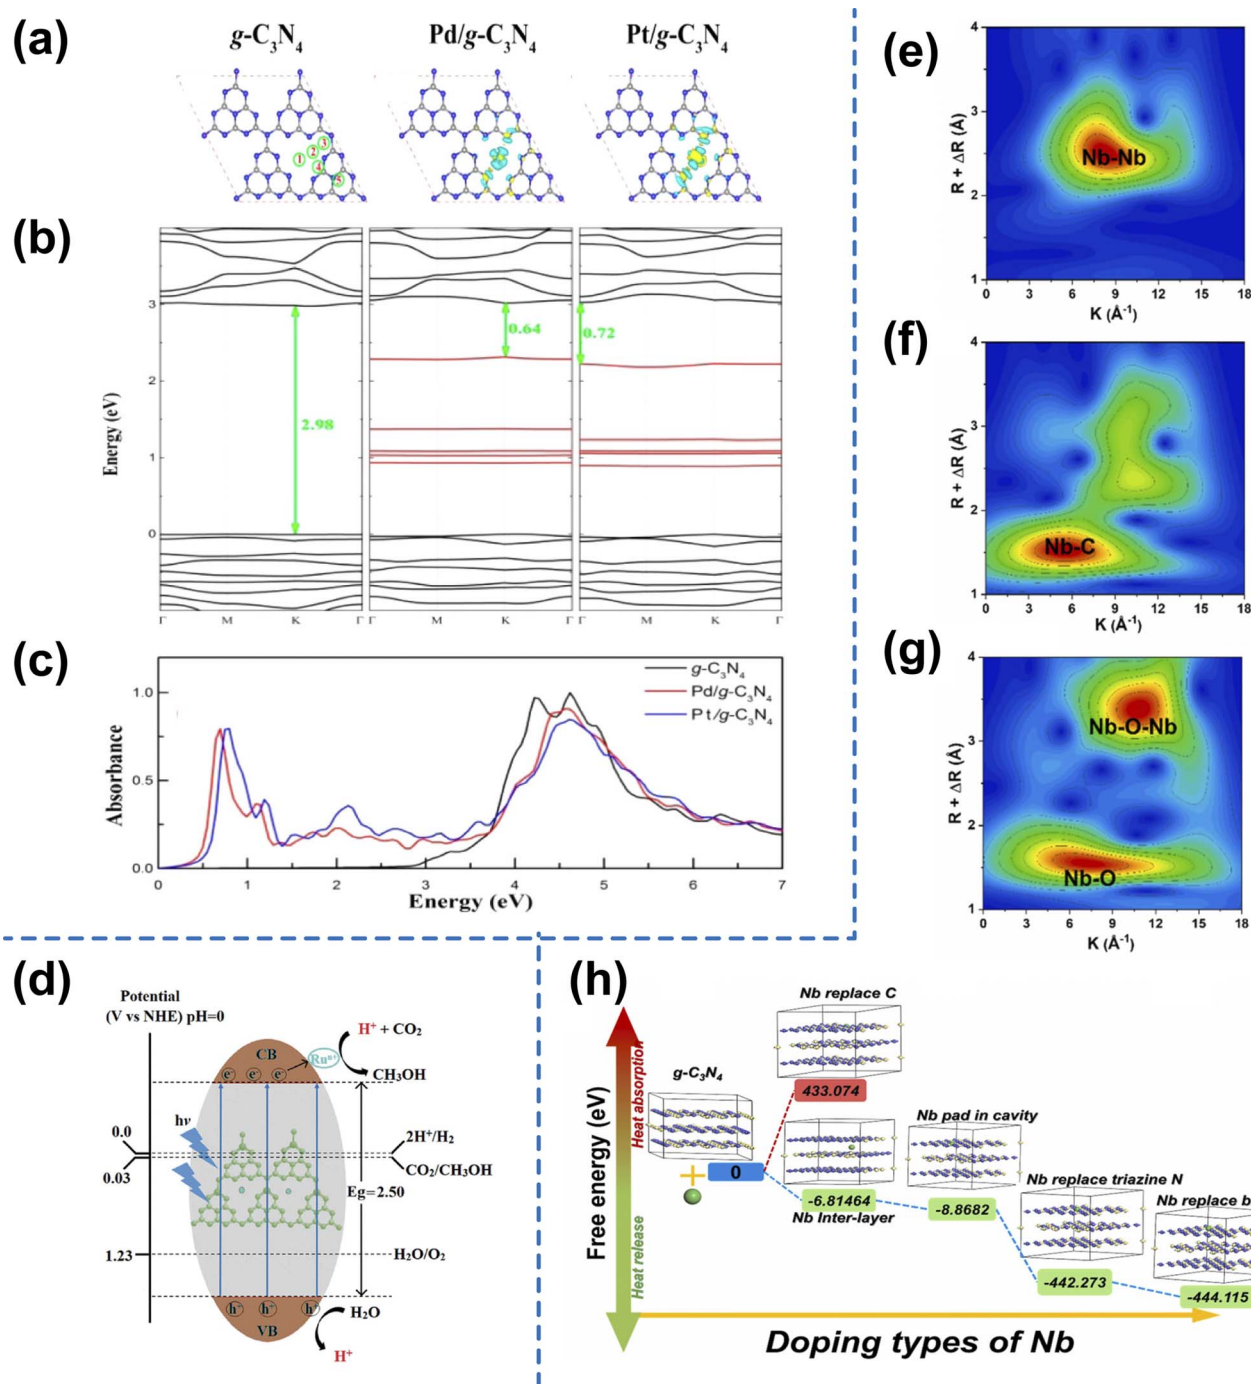 (a)
g-C3N4
Pd/g-C3N4
Pt/g-C3N4
1
2
3
4
5
(b)
Energy (eV)
3
2
1
0
2.98
0.64
0.72
Γ M K Γ
Γ M K Γ
Γ M K Γ
(c)
Absorbance
1.0
0.5
0.0
g-C3N4
Pd/g-C3N4
Pt/g-C3N4
0 1 2 3 4 5 6 7
Energy (eV)
(d)
Potential
(V vs NHE) pH=0
0.0
0.03
1.23
hν
CB
e- e- e-
Run+
H+ + CO2
CH3OH
2H+/H2
CO2/CH3OH
Eg=2.50
H2O/O2
h+ h+ h+
VB
H2O
H+
(e)
R + ΔR (Å)
4
3
2
1
Nb-Nb
0 3 6 9 12 15 18
K (Å-1)
(f)
R + ΔR (Å)
4
3
2
1
Nb-C
0 3 6 9 12 15 18
K (Å-1)
(g)
R + ΔR (Å)
4
3
2
1
Nb-O-Nb
Nb-O
0 3 6 9 12 15 18
K (Å-1)
(h)
Free energy (eV)
Heat absorption
Heat release
g-C3N4
+
0
Nb replace C
433.074
-6.81464
Nb Inter-layer
Nb pad in cavity
-8.8682
Nb replace triazine N
-442.273
Nb replace b
-444.115
Doping types of Nb